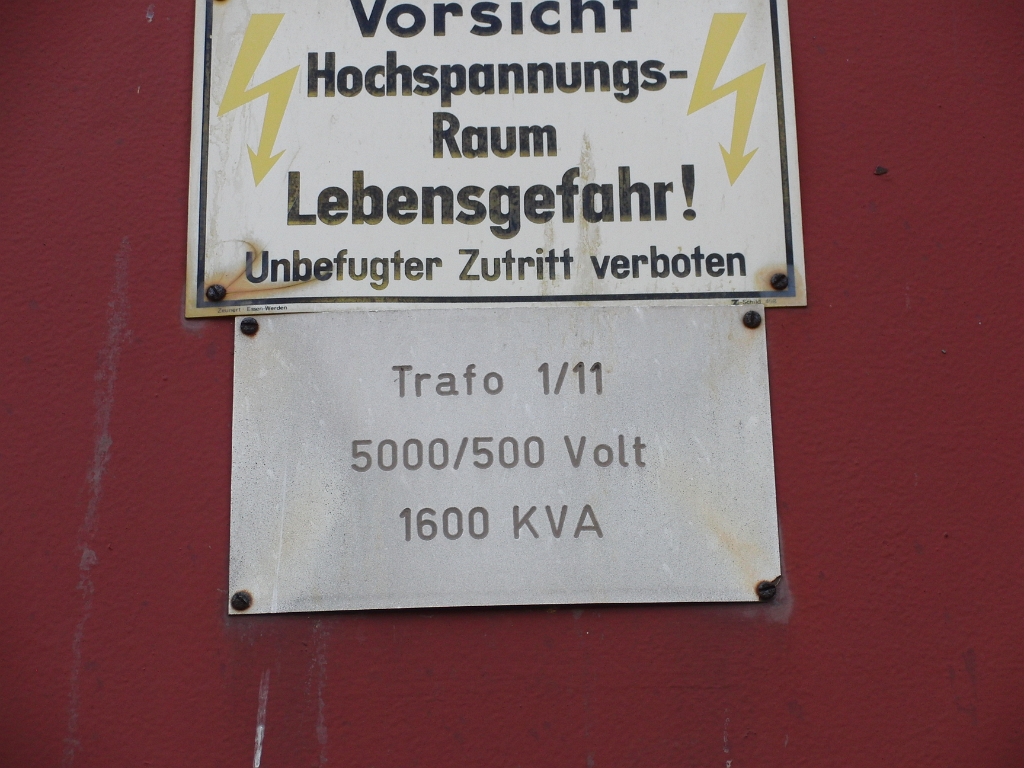 Vorsicht
Hochspannungs-
Raum
Lebensgefahr!
Unbefugter Zutritt verboten
Trafo 1/11
5000/500 Volt
1600 KVA